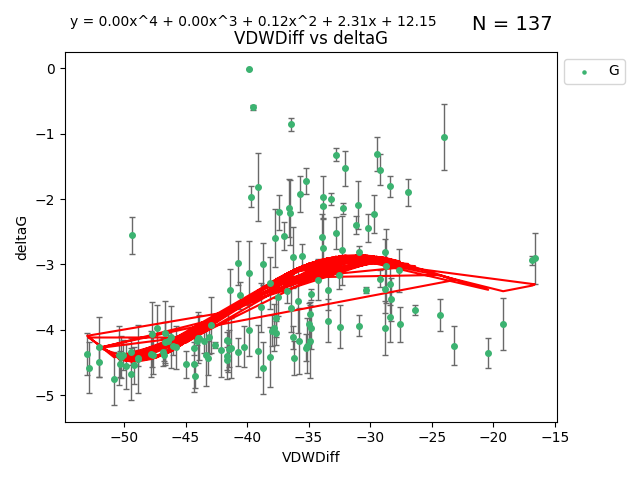 y = 0.00x^4 + 0.00x^3 + 0.12x^2 + 2.31x + 12.15
N = 137
VDWDiff vs deltaG
G
0
−1
−2
−3
−4
−5
deltaG
−50 −45 −40 −35 −30 −25 −20 −15
VDWDiff